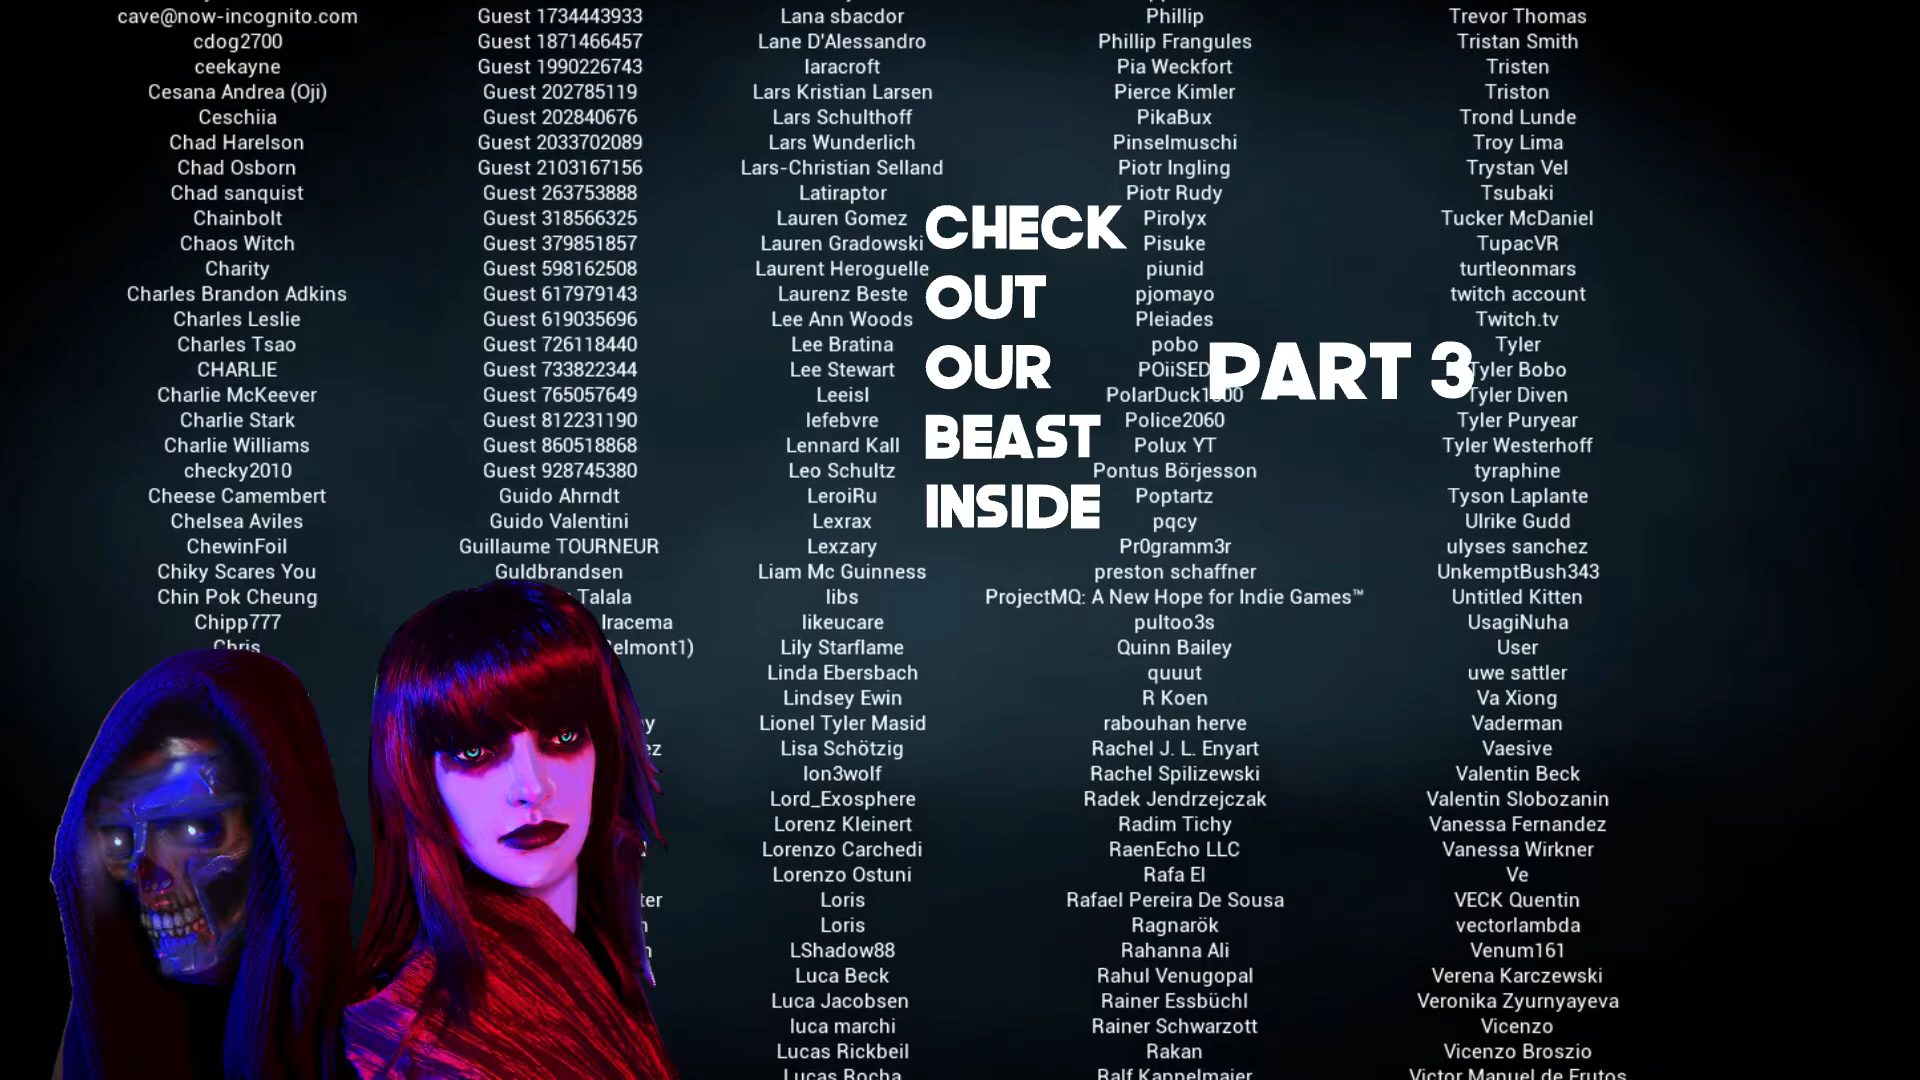 cave@now-incognito.com
cdog2700
ceekayne
Cesana Andrea (Oji)
Ceschiia
Chad Harelson
Chad Osborn
Chad sanquist
Chainbolt
Chaos Witch
Charity
Charles Brandon Adkins
Charles Leslie
Charles Tsao
CHARLIE
Charlie McKeever
Charlie Stark
Charlie Williams
checky2010
Cheese Camembert
Chelsea Aviles
ChewinFoil
Chiky Scares You
Chin Pok Cheung
Chipp777
Chris
Guest 1734443933
Guest 1871466457
Guest 1990226743
Guest 202785119
Guest 202840676
Guest 2033702089
Guest 2103167156
Guest 263753888
Guest 318566325
Guest 379851857
Guest 598162508
Guest 617979143
Guest 619035696
Guest 726118440
Guest 733822344
Guest 765057649
Guest 812231190
Guest 860518868
Guest 928745380
Guido Ahrndt
Guido Valentini
Guillaume TOURNEUR
Guldbrandsen
Talala
Iracema
elmont1)
Lana sbacdor
Lane D'Alessandro
laracroft
Lars Kristian Larsen
Lars Schulthoff
Lars Wunderlich
Lars-Christian Selland
Latiraptor
Lauren Gomez
Lauren Gradowski
Laurent Heroguelle
Laurenz Beste
Lee Ann Woods
Lee Bratina
Lee Stewart
Leeisl
lefebvre
Lennard Kall
Leo Schultz
LeroiRu
Lexrax
Lexzary
Liam Mc Guinness
libs
likeucare
Lily Starflame
Linda Ebersbach
Lindsey Ewin
Lionel Tyler Masid
Lisa Schötzig
lon3wolf
Lord_Exosphere
Lorenz Kleinert
Lorenzo Carchedi
Lorenzo Ostuni
Loris
Loris
LShadow88
Luca Beck
Luca Jacobsen
luca marchi
Lucas Rickbeil
Lucas Rocha
CHECK
OUT
OUR
BEAST
INSIDE
PART 3
Phillip
Phillip Frangules
Pia Weckfort
Pierce Kimler
PikaBux
Pinselmuschi
Piotr Ingling
Piotr Rudy
Pirolyx
Pisuke
piunid
pjomayo
Pleiades
pobo
POiiSED
Police2060
Polux YT
Pontus Börjesson
Poptartz
pqcy
Pr0gramm3r
preston schaffner
ProjectMQ: A New Hope for Indie Games™
pultoo3s
Quinn Bailey
quuut
R Koen
rabouhan herve
Rachel J. L. Enyart
Rachel Spilizewski
Radek Jendrzejczak
Radim Tichy
RaenEcho LLC
Rafa El
Rafael Pereira De Sousa
Ragnarök
Rahanna Ali
Rahul Venugopal
Rainer Essbüchl
Rainer Schwarzott
Rakan
Ralf Kappelmaier
Trevor Thomas
Tristan Smith
Tristen
Triston
Trond Lunde
Troy Lima
Trystan Vel
Tsubaki
Tucker McDaniel
TupacVR
turtleonmars
twitch account
Twitch.tv
Tyler
Tyler Bobo
Tyler Diven
Tyler Puryear
Tyler Westerhoff
tyraphine
Tyson Laplante
Ulrike Gudd
ulyses sanchez
UnkemptBush343
Untitled Kitten
UsagiNuha
User
uwe sattler
Va Xiong
Vaderman
Vaesive
Valentin Beck
Valentin Slobozanin
Vanessa Fernandez
Vanessa Wirkner
Ve
VECK Quentin
vectorlambda
Venum161
Verena Karczewski
Veronika Zyurnyayeva
Vicenzo
Vicenzo Broszio
Victor Manuel de Frutos